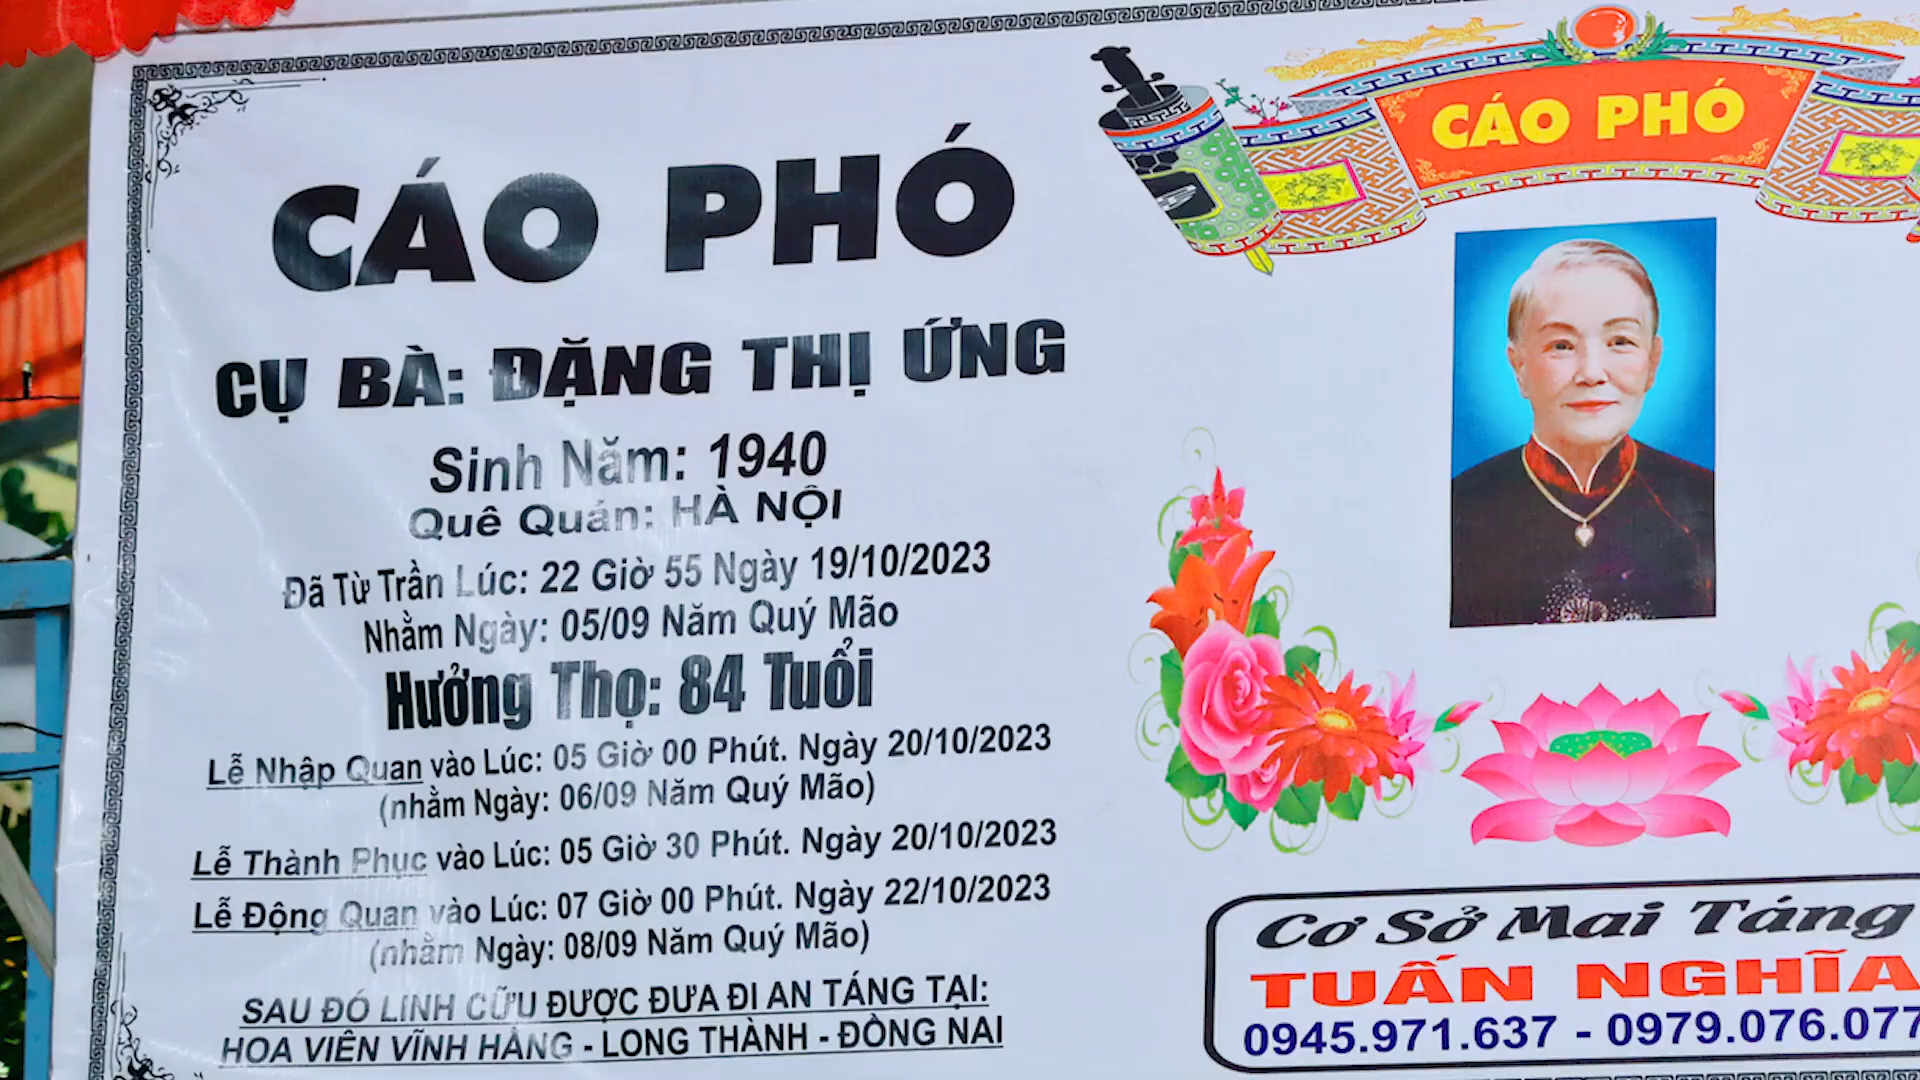 CÁO PHÓ
CỤ BÀ: ĐẶNG THỊ ỨNG
Sinh Năm: 1940
Quê Quán: HÀ NỘI
Đã Từ Trần Lúc: 22 Giờ 55 Ngày 19/10/2023
Nhằm Ngày: 05/09 Năm Quý Mão
Hưởng Thọ: 84 Tuổi
Lễ Nhập Quan vào Lúc: 05 Giờ 00 Phút. Ngày 20/10/2023
(nhằm Ngày: 06/09 Năm Quý Mão)
Lễ Thành Phục vào Lúc: 05 Giờ 30 Phút. Ngày 20/10/2023
Lễ Động Quan vào Lúc: 07 Giờ 00 Phút. Ngày 22/10/2023
(nhằm Ngày: 08/09 Năm Quý Mão)
SAU ĐÓ LINH CỮU ĐƯỢC ĐƯA ĐI AN TÁNG TẠI:
HOA VIÊN VĨNH HẰNG - LONG THÀNH - ĐỒNG NAI
CÁO PHÓ
Cơ Sở Mai Táng
TUẤN NGHĨA
0945.971.637 - 0979.076.077